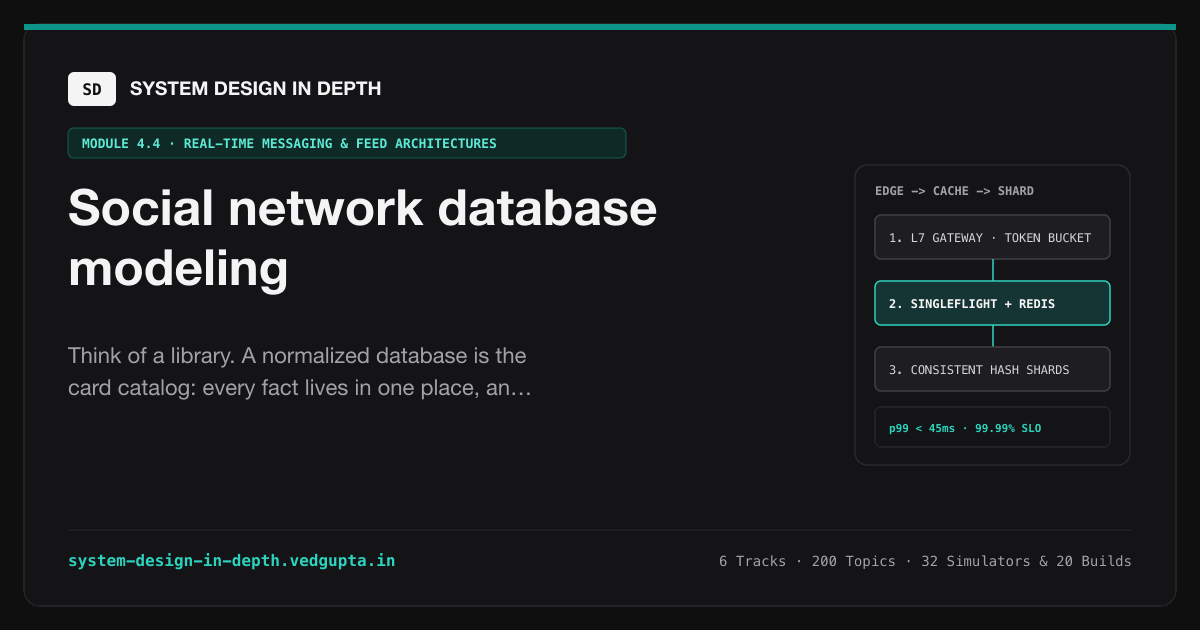 SD
SYSTEM DESIGN IN DEPTH
MODULE 4.4 · REAL-TIME MESSAGING & FEED ARCHITECTURES
Social network database
modeling
Think of a library. A normalized database is the
card catalog: every fact lives in one place, an...
EDGE -> CACHE -> SHARD
1. L7 GATEWAY · TOKEN BUCKET
2. SINGLEFLIGHT + REDIS
3. CONSISTENT HASH SHARDS
p99 < 45ms · 99.99% SLO
system-design-in-depth.vedgupta.in
6 Tracks · 200 Topics · 32 Simulators & 20 Builds